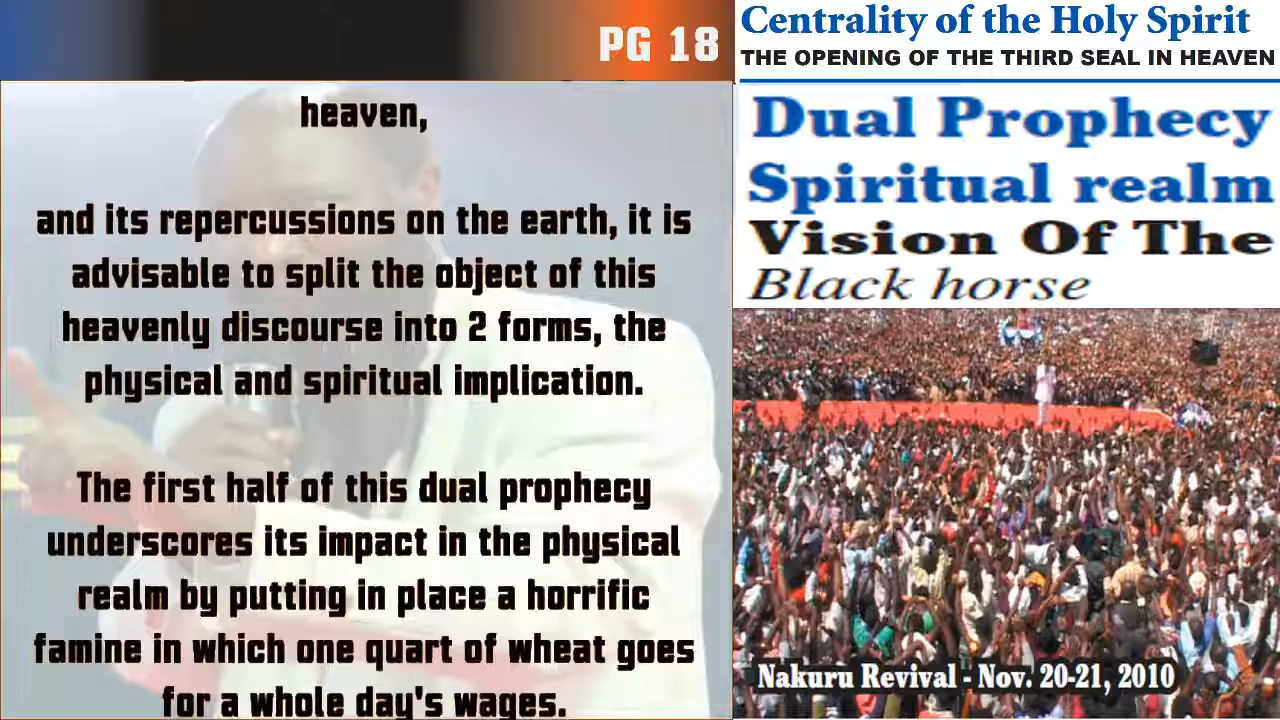 PG 18
heaven,
and its repercussions on the earth, it is
advisable to split the object of this
heavenly discourse into 2 forms, the
physical and spiritual implication.
The first half of this dual prophecy
underscores its impact in the physical
realm by putting in place a horrific
famine in which one quart of wheat goes
for a whole day's wages.
Centrality of the Holy Spirit
THE OPENING OF THE THIRD SEAL IN HEAVEN
Dual Prophecy
Spiritual realm
Vision Of The
Black horse
Nakuru Revival - Nov. 20-21, 2010